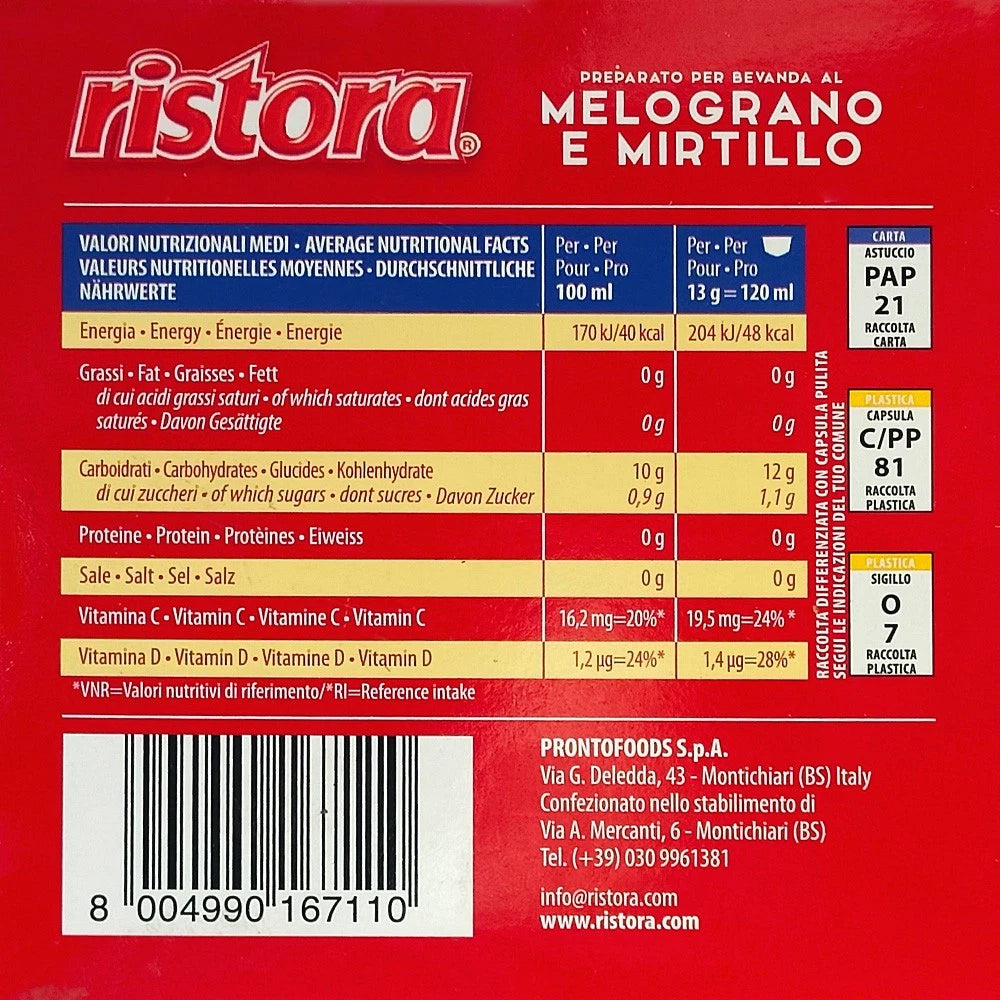 ristora®
PREPARATO PER BEVANDA AL
MELOGRANO
E MIRTILLO
VALORI NUTRIZIONALI MEDI • AVERAGE NUTRITIONAL FACTS
VALEURS NUTRITIONELLES MOYENNES • DURCHSCHNITTLICHE
NÄHRWERTE
Per • Per
Pour • Pro
100 ml
Per • Per
Pour • Pro
13 g = 120 ml
Energia • Energy • Énergie • Energie 170 kJ/40 kcal 204 kJ/48 kcal
Grassi • Fat • Graisses • Fett 0 g 0 g
di cui acidi grassi saturi • of which saturates • dont acides gras
saturés • Davon Gesättigte 0 g 0 g
Carboidrati • Carbohydrates • Glucides • Kohlenhydrate 10 g 12 g
di cui zuccheri • of which sugars • dont sucres • Davon Zucker 0,9 g 1,1 g
Proteine • Protein • Protèines • Eiweiss 0 g 0 g
Sale • Salt • Sel • Salz 0 g 0 g
Vitamina C • Vitamin C • Vitamine C • Vitamin C 16,2 mg=20%* 19,5 mg=24% *
Vitamina D • Vitamin D • Vitamine D • Vitamin D 1,2 µg=24%* 1,4 µg=28%*
*VNR=Valori nutritivi di riferimento/*RI=Reference intake
RACCOLTA DIFFERENZIATA CON CAPSULA PULITA
SEGUI LE INDICAZIONI DEL TUO COMUNE
CARTA
ASTUCCIO
PAP
21
RACCOLTA
CARTA
PLASTICA
CAPSULA
C/PP
81
RACCOLTA
PLASTICA
PLASTICA
SIGILLO
O
7
RACCOLTA
PLASTICA
8 004990 167110
PRONTOFOODS S.p.A.
Via G. Deledda, 43 - Montichiari (BS) Italy
Confezionato nello stabilimento di
Via A. Mercanti, 6 - Montichiari (BS)
Tel. (+39) 030 9961381
info@ristora.com
www.ristora.com